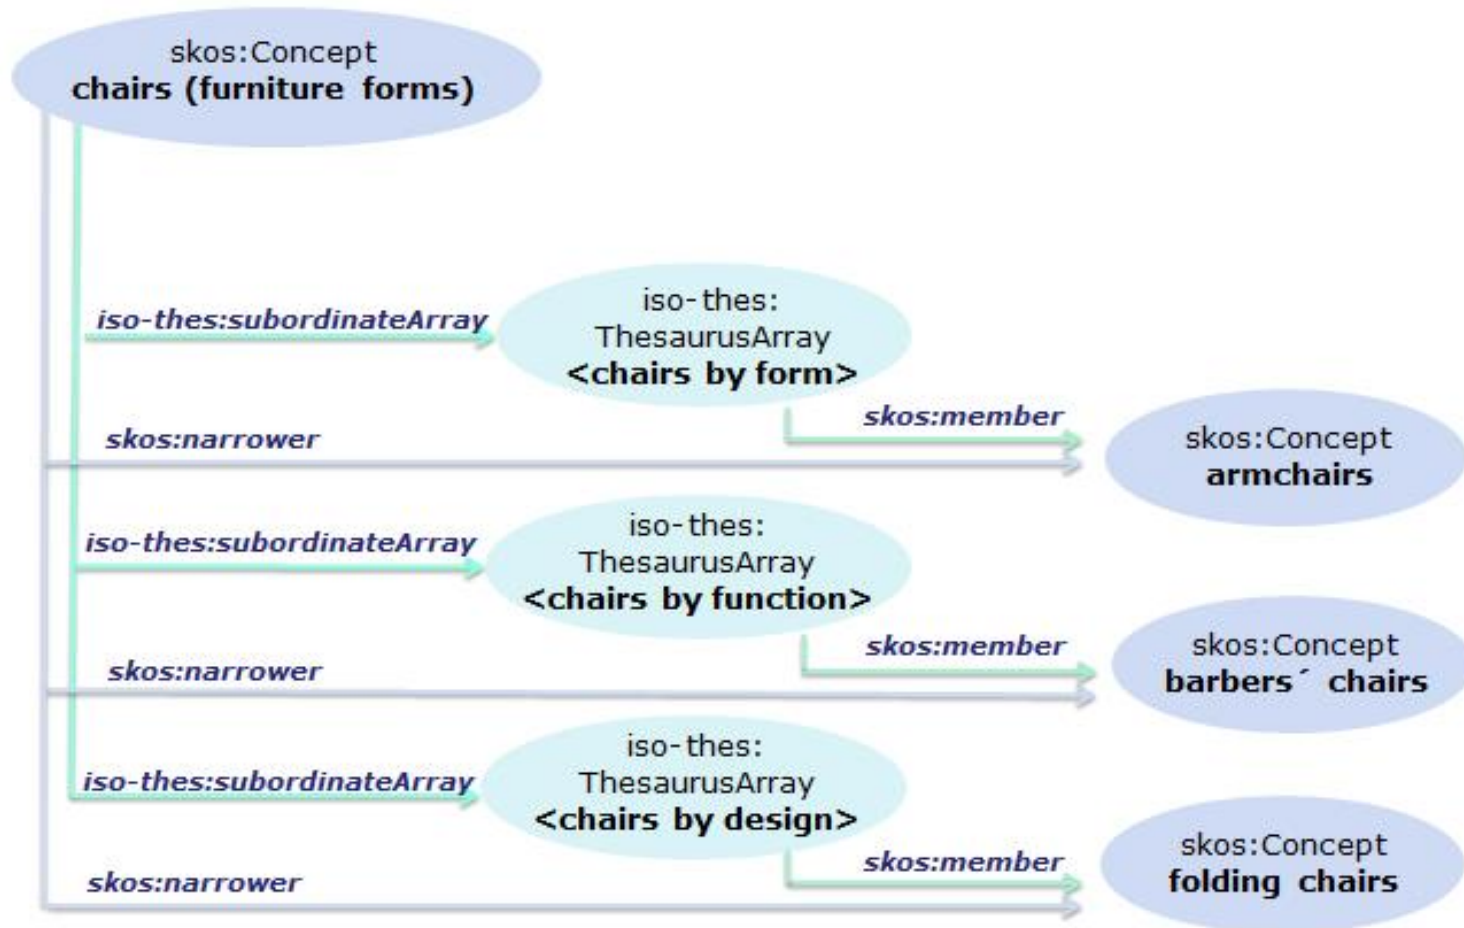 skos:Concept
chairs (furniture forms)
iso-thes:subordinateArray
iso-thes:
ThesaurusArray
<chairs by form>
skos:member
skos:narrower
skos:Concept
armchairs
iso-thes:subordinateArray
iso-thes:
ThesaurusArray
<chairs by function>
skos:member
skos:narrower
skos:Concept
barbers´ chairs
iso-thes:subordinateArray
iso-thes:
ThesaurusArray
<chairs by design>
skos:member
skos:narrower
skos:Concept
folding chairs